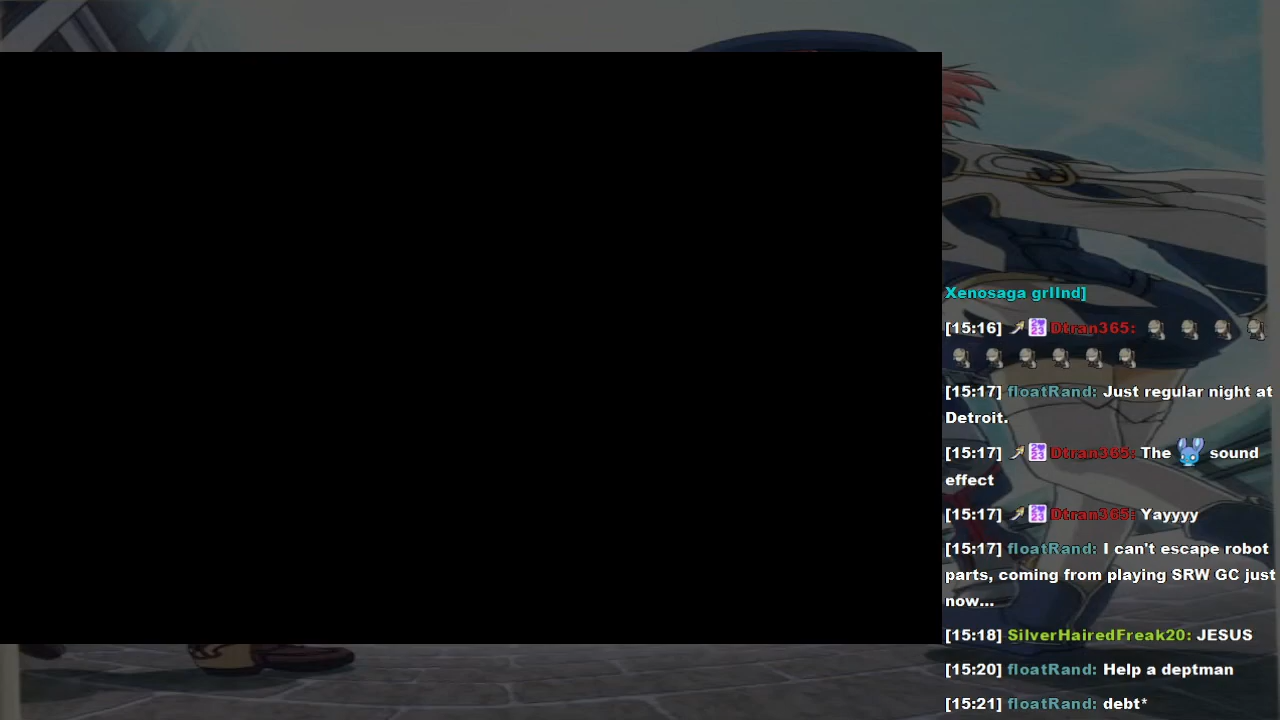 Xenosaga grIInd]
[15:16] Dtran365:
[15:17] floatRand: Just regular night at
Detroit.
[15:17] Dtran365: The sound
effect
[15:17] Dtran365: Yayyyy
[15:17] floatRand: I can't escape robot
parts, coming from playing SRW GC just
now...
[15:18] SilverHairedFreak20: JESUS
[15:20] floatRand: Help a deptman
[15:21] floatRand: debt*